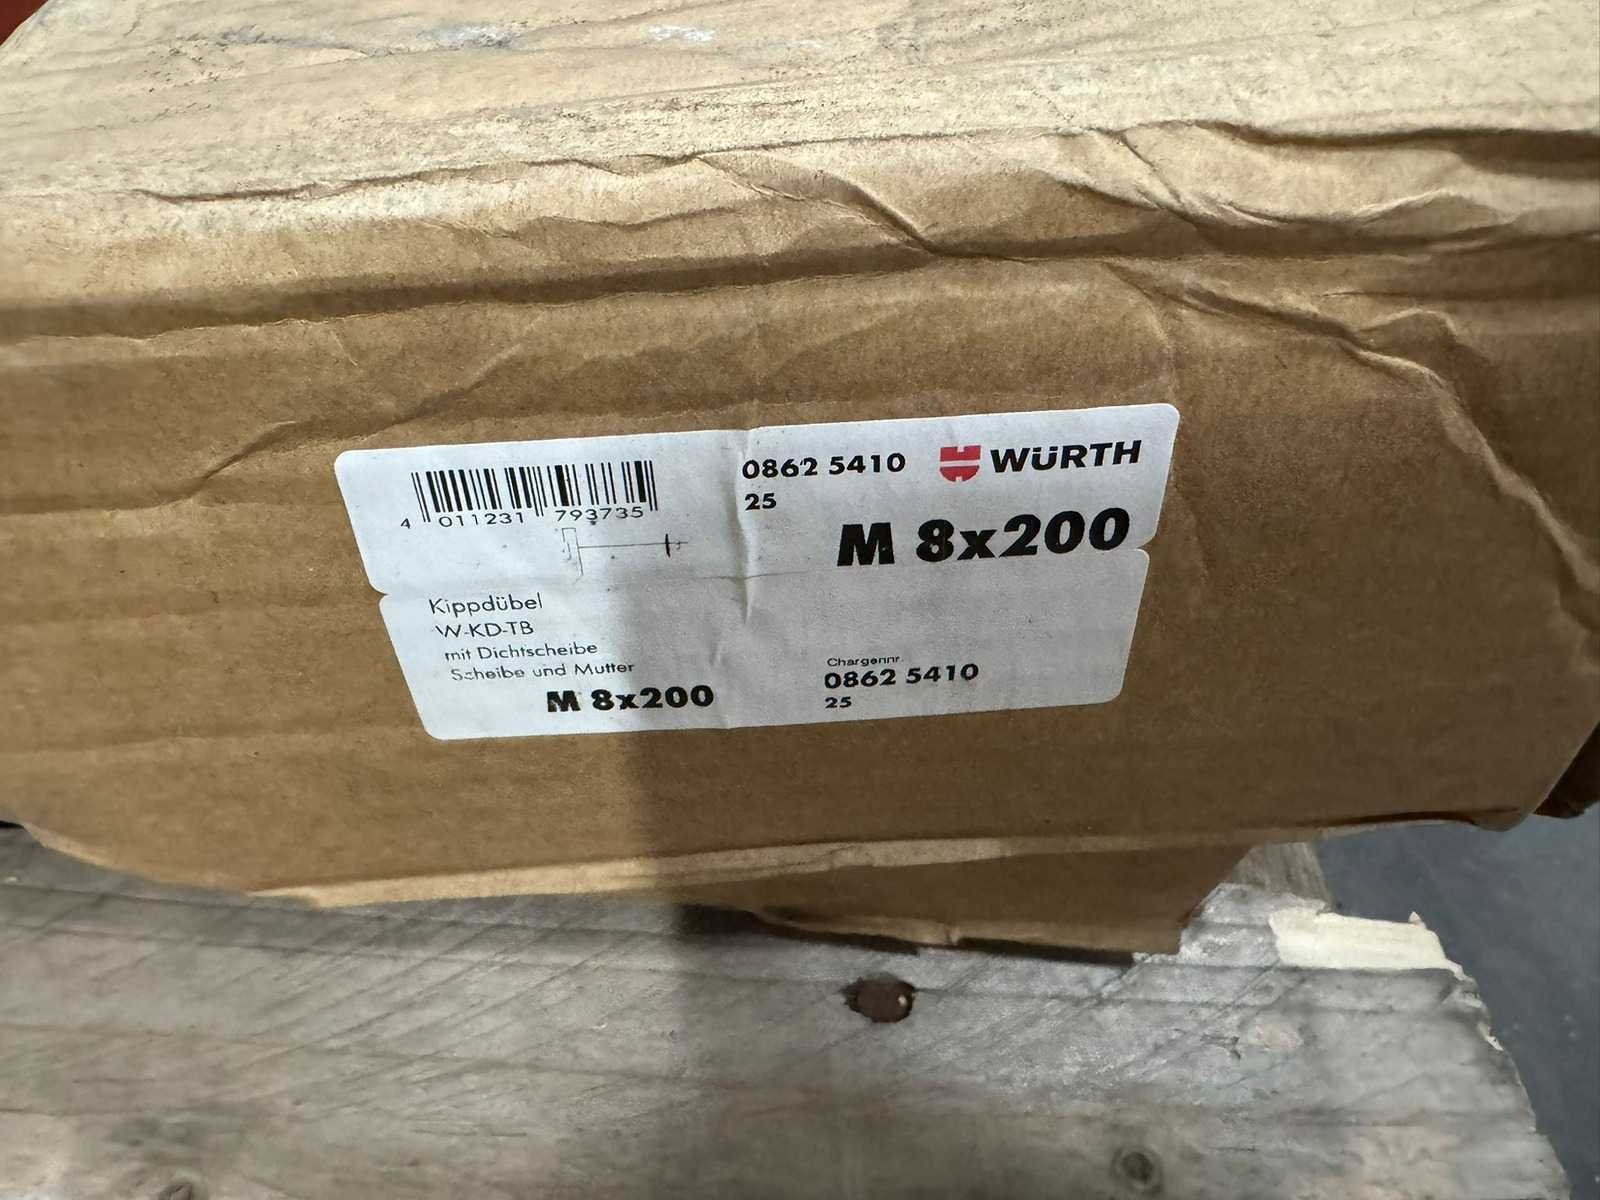 4 011231 793735
0862 5410
25
WÜRTH
M 8x200
Kippdübel
W-KD-TB
mit Dichtscheibe
Scheibe und Mutter
M 8x200
Chargennr.
0862 5410
25